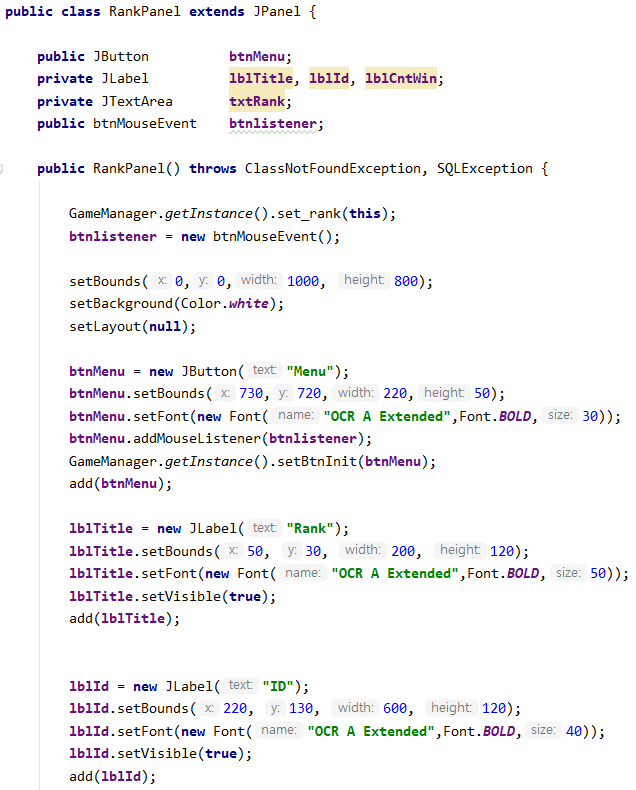 public class RankPanel extends JPanel {
public JButton btnMenu;
private JLabel lblTitle, lblId, lblCntWin;
private JTextArea txtRank;
public btnMouseEvent btnlistener;
public RankPanel() throws ClassNotFoundException, SQLException {
GameManager.getInstance().set_rank(this);
btnlistener = new btnMouseEvent();
setBounds( x: 0, y: 0, width: 1000, height: 800);
setBackground(Color.white);
setLayout(null);
btnMenu = new JButton( text: "Menu");
btnMenu.setBounds( x: 730, y: 720, width: 220, height: 50);
btnMenu.setFont(new Font( name: "OCR A Extended",Font.BOLD, size: 30));
btnMenu.addMouseListener(btnlistener);
GameManager.getInstance().setBtnInit(btnMenu);
add(btnMenu);
lblTitle = new JLabel( text: "Rank");
lblTitle.setBounds( x: 50, y: 30, width: 200, height: 120);
lblTitle.setFont(new Font( name: "OCR A Extended",Font.BOLD, size: 50));
lblTitle.setVisible(true);
add(lblTitle);
lblId = new JLabel( text: "ID");
lblId.setBounds( x: 220, y: 130, width: 600, height: 120);
lblId.setFont(new Font( name: "OCR A Extended",Font.BOLD, size: 40));
lblId.setVisible(true);
add(lblId);